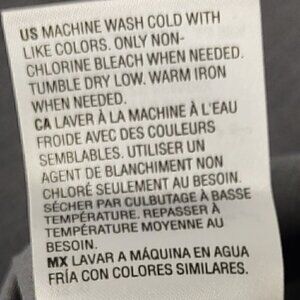 US MACHINE WASH COLD WITH
LIKE COLORS. ONLY NON-
CHLORINE BLEACH WHEN NEEDED.
TUMBLE DRY LOW. WARM IRON
WHEN NEEDED.
CA LAVER À LA MACHINE À L'EAU
FROIDE AVEC DES COULEURS
SEMBLABLES. UTILISER UN
AGENT DE BLANCHIMENT NON
CHLORÉ SEULEMENT AU BESOIN.
SÉCHER PAR CULBUTAGE À BASSE
TEMPÉRATURE. REPASSER À
TEMPÉRATURE MOYENNE AU
BESOIN.
MX LAVAR A MÁQUINA EN AGUA
FRÍA CON COLORES SIMILARES.